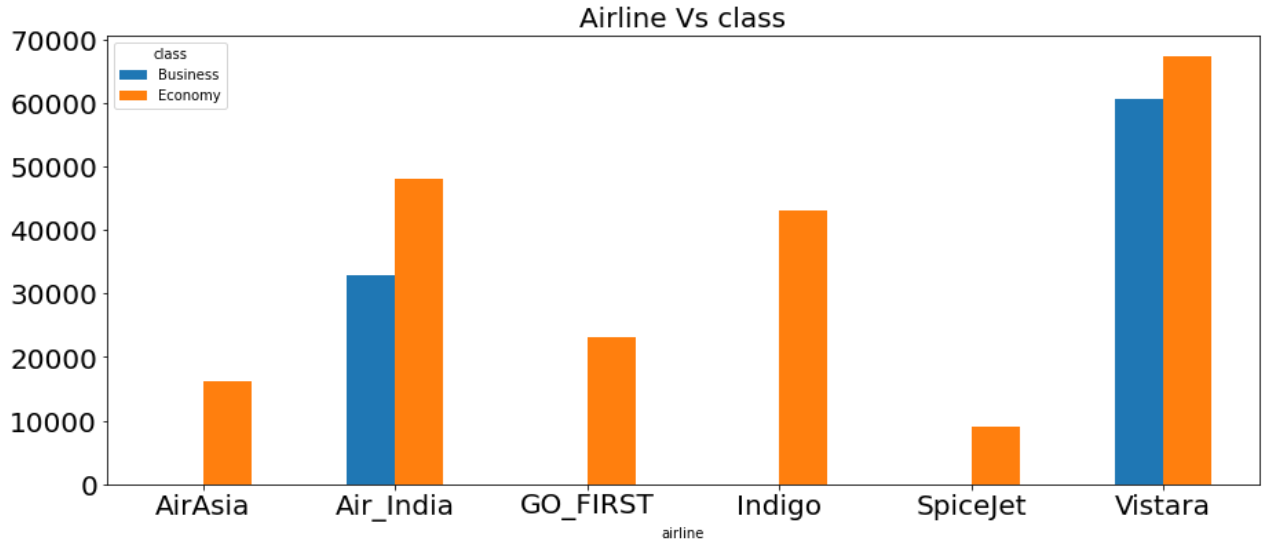 Airline Vs class
class
Business
Economy
70000
60000
50000
40000
30000
20000
10000
0
AirAsia Air_India GO_FIRST Indigo SpiceJet Vistara
airline